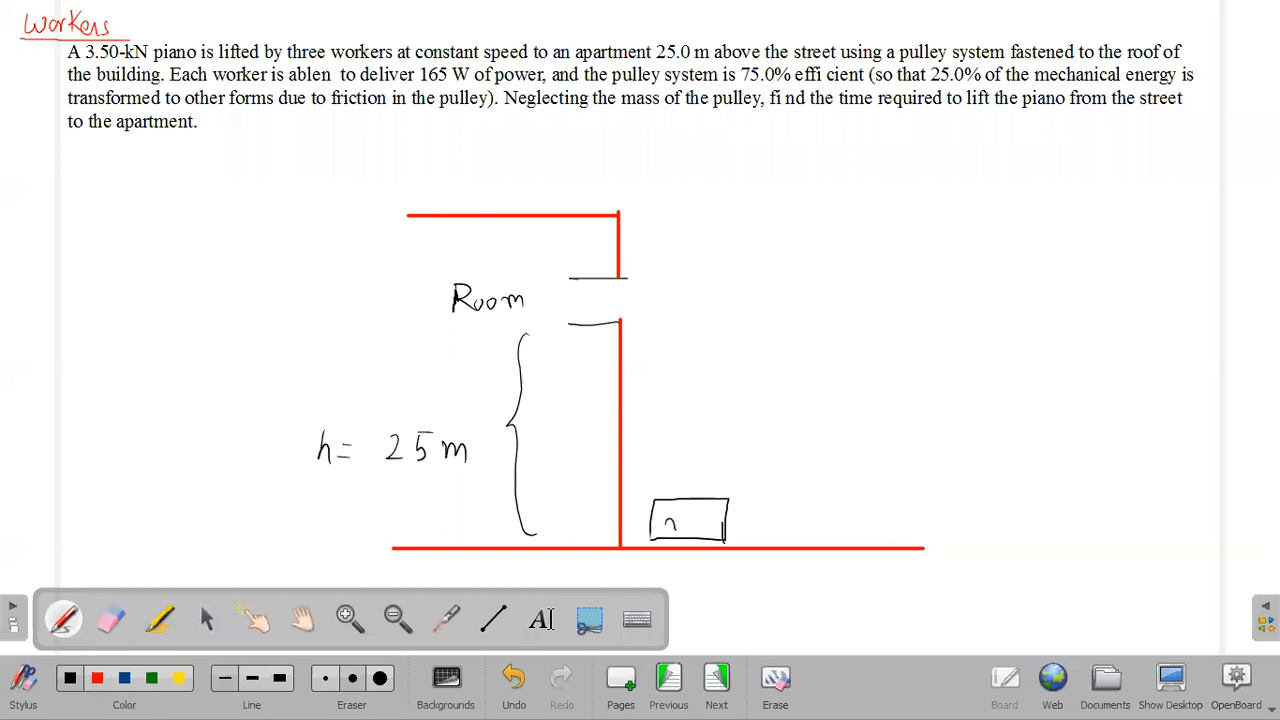 Workers
A 3.50-kN piano is lifted by three workers at constant speed to an apartment 25.0 m above the street using a pulley system fastened to the roof of
the building. Each worker is ablen to deliver 165 W of power, and the pulley system is 75.0% effi cient (so that 25.0% of the mechanical energy is
transformed to other forms due to friction in the pulley). Neglecting the mass of the pulley, fi nd the time required to lift the piano from the street
to the apartment.
Room
h= 25 m
AI
Stylus Color Line Eraser Backgrounds Undo Redo Pages Previous Next Erase Board Web Documents Show Desktop OpenBoard